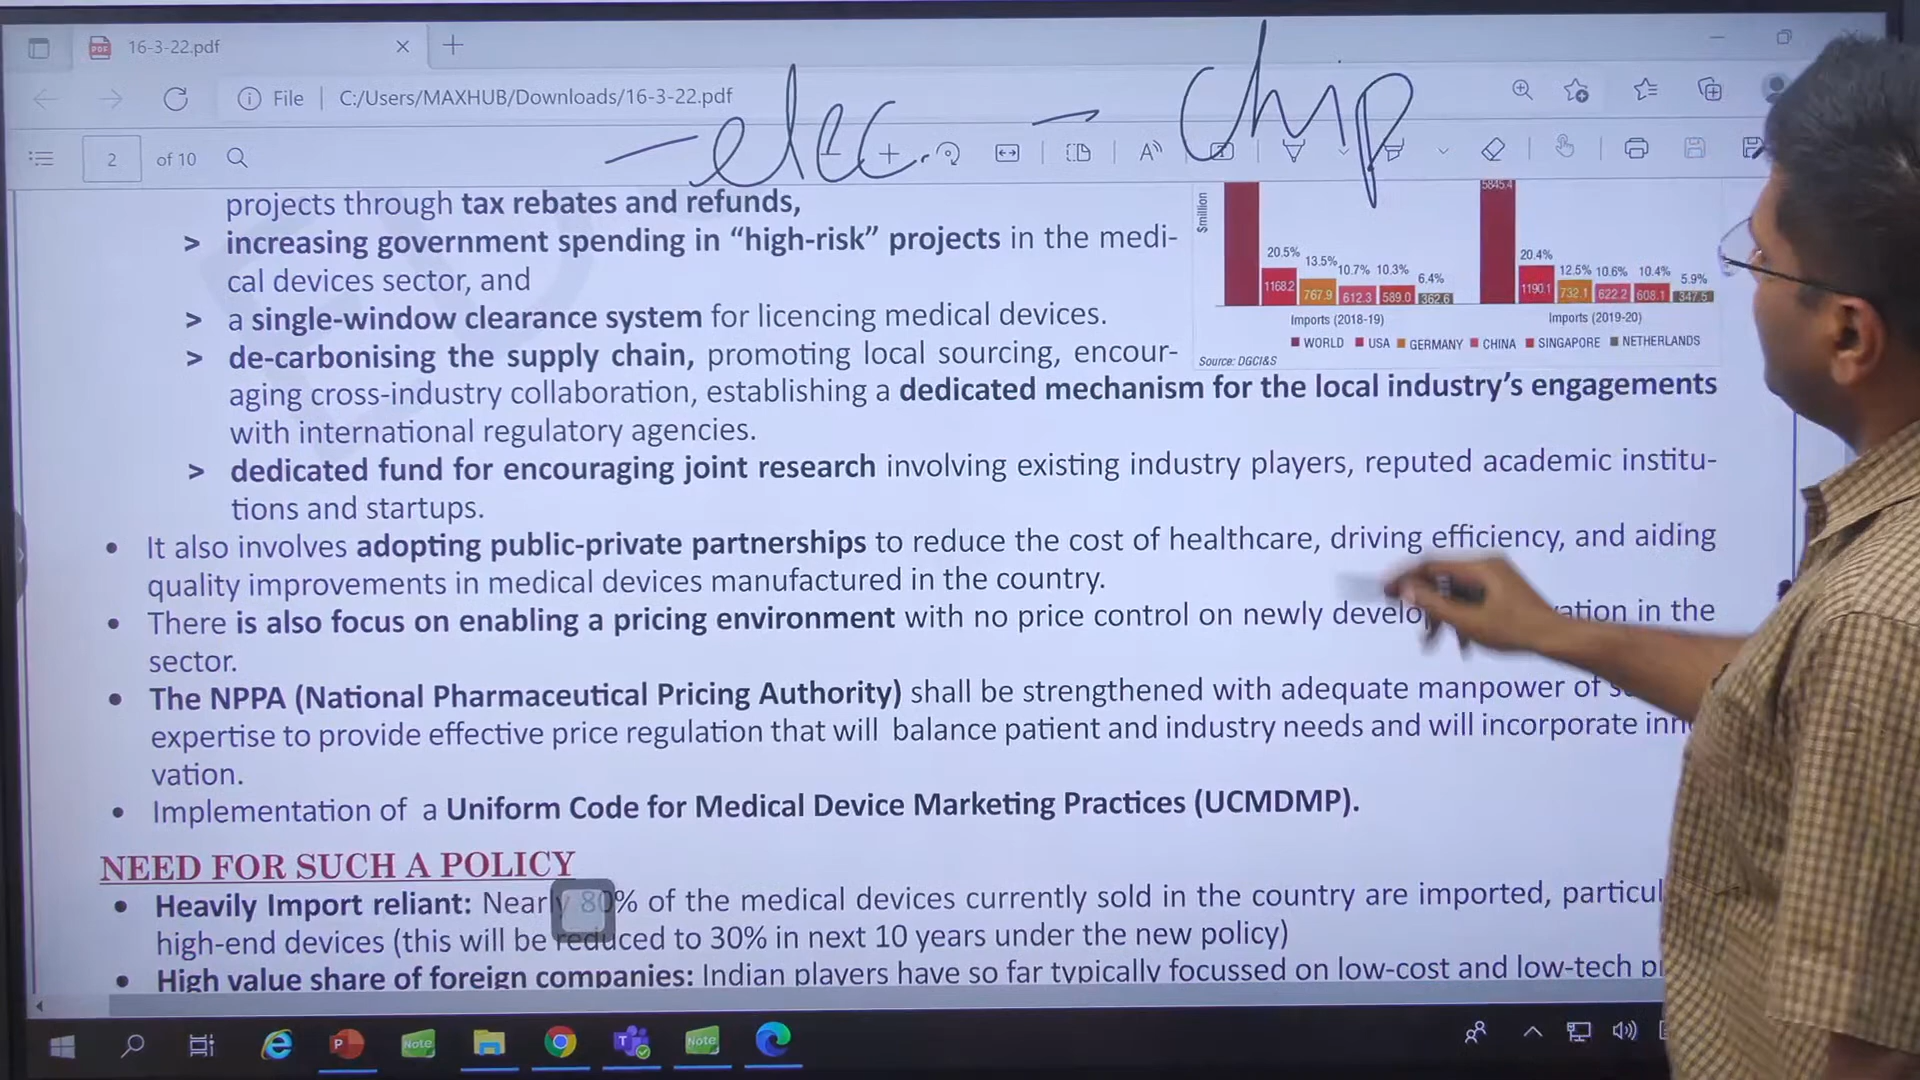 16-3-22.pdf
File | C:/Users/MAXHUB/Downloads/16-3-22.pdf
— elec. — chip
2 of 10
projects through tax rebates and refunds,
> increasing government spending in “high-risk” projects in the medi-
cal devices sector, and
> a single-window clearance system for licencing medical devices.
> de-carbonising the supply chain, promoting local sourcing, encour-
aging cross-industry collaboration, establishing a dedicated mechanism for the local industry’s engagements
with international regulatory agencies.
> dedicated fund for encouraging joint research involving existing industry players, reputed academic institu-
tions and startups.
$million
5845.4
20.5% 13.5% 10.7% 10.3% 6.4%
1168.2 767.9 612.3 589.0 362.6
20.4% 12.5% 10.6% 10.4% 5.9%
1190.1 732.1 622.2 608.1 347.5
Imports (2018-19) Imports (2019-20)
WORLD USA GERMANY CHINA SINGAPORE NETHERLANDS
Source: DGCI&S
• It also involves adopting public-private partnerships to reduce the cost of healthcare, driving efficiency, and aiding
quality improvements in medical devices manufactured in the country.
• There is also focus on enabling a pricing environment with no price control on newly in the
sector.
• The NPPA (National Pharmaceutical Pricing Authority) shall be strengthened with adequate manpower of
expertise to provide effective price regulation that will balance patient and industry needs and will incorporate
vation.
• Implementation of a Uniform Code for Medical Device Marketing Practices (UCMDMP).
NEED FOR SUCH A POLICY
• Heavily Import reliant: Nearly 80% of the medical devices currently sold in the country are imported,
high-end devices (this will be reduced to 30% in next 10 years under the new policy)
• High value share of foreign companies: Indian players have so far typically focussed on low-cost and low-tech
Note
Note